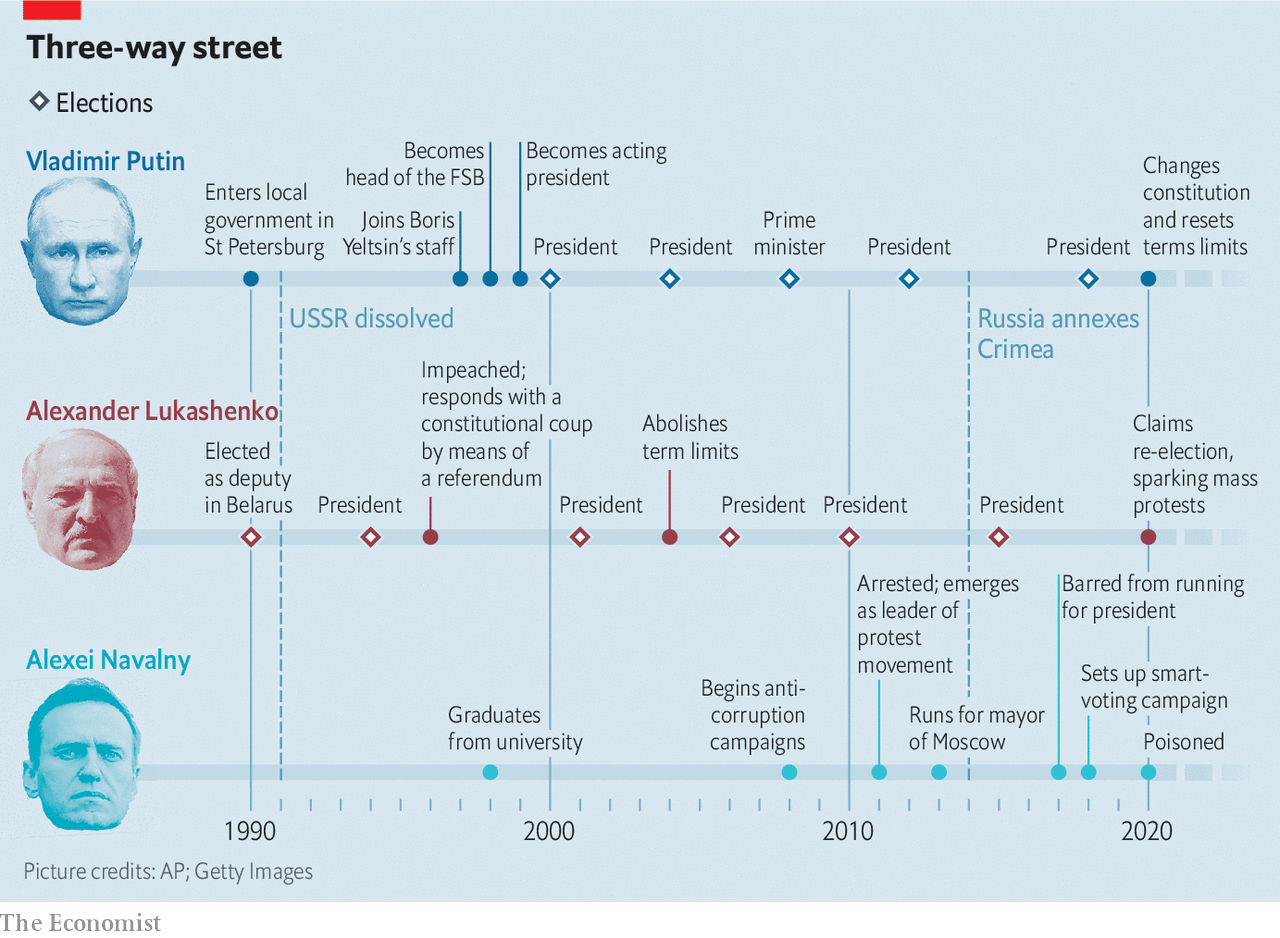 Three-way street
Elections
Vladimir Putin
Enters local
government in
St Petersburg
Joins Boris
Yeltsin's staff
Becomes
head of the FSB
Becomes acting
president
President
President
Prime
minister
President
President
Changes
constitution
and resets
terms limits
USSR dissolved
Russia annexes
Crimea
Alexander Lukashenko
Elected
as deputy
in Belarus
President
Impeached;
responds with a
constitutional coup
by means of
a referendum
President
Abolishes
term limits
President
President
President
Claims
re-election,
sparking mass
protests
Alexei Navalny
Graduates
from university
Begins anti-
corruption
campaigns
Arrested; emerges
as leader of
protest
movement
Runs for mayor
of Moscow
Barred from running
for president
Sets up smart-
voting campaign
Poisoned
1990
2000
2010
2020
Picture credits: AP; Getty Images
The Economist